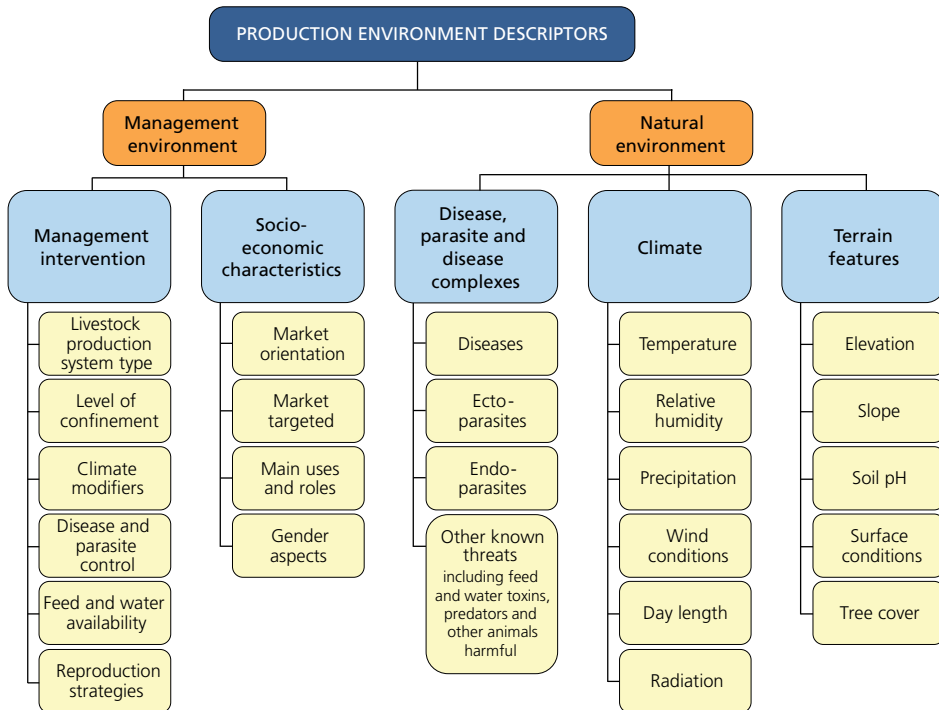 PRODUCTION ENVIRONMENT DESCRIPTORS
Management
environment
Natural
environment
Management
intervention
Socio-
economic
characteristics
Disease,
parasite and
disease
complexes
Climate
Terrain
features
Livestock
production
system type
Level of
confinement
Climate
modifiers
Disease and
parasite
control
Feed and water
availability
Reproduction
strategies
Market
orientation
Market
targeted
Main uses
and roles
Gender
aspects
Diseases
Ecto-
parasites
Endo-
parasites
Other known
threats
including feed
and water toxins,
predators and
other animals
harmful
Temperature
Relative
humidity
Precipitation
Wind
conditions
Day length
Radiation
Elevation
Slope
Soil pH
Surface
conditions
Tree cover